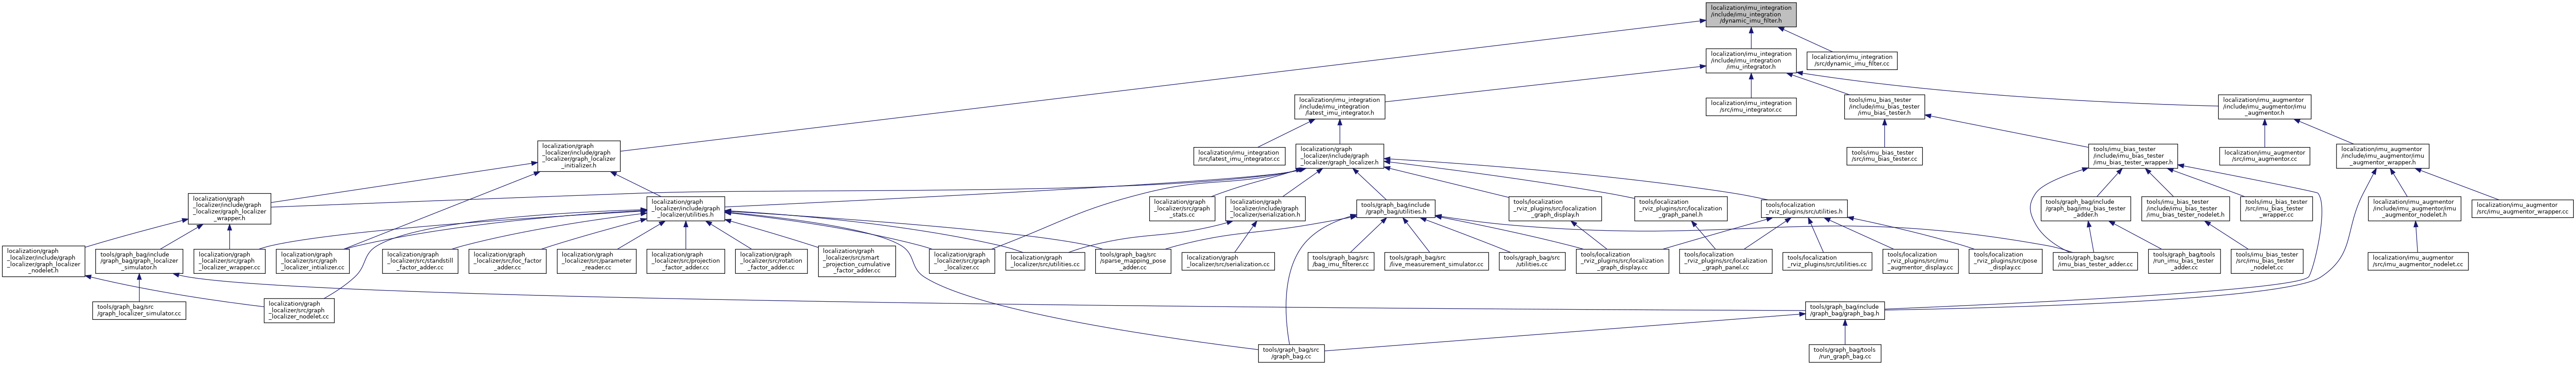 localization/imu_integration
/include/imu_integration
/dynamic_imu_filter.h
localization/imu_integration
/include/imu_integration
/imu_integrator.h
localization/imu_integration
/src/dynamic_imu_filter.cc
localization/imu_integration
/include/imu_integration
/latest_imu_integrator.h
localization/imu_integration
/src/imu_integrator.cc
tools/imu_bias_tester
/include/imu_bias_tester
/imu_bias_tester.h
localization/imu_augmentor
/include/imu_augmentor/imu
_augmentor.h
localization/graph
_localizer/include/graph
_localizer/graph_localizer
_initializer.h
localization/imu_integration
/src/latest_imu_integrator.cc
localization/graph
_localizer/include/graph
_localizer/graph_localizer.h
tools/imu_bias_tester
/src/imu_bias_tester.cc
tools/imu_bias_tester
/include/imu_bias_tester
/imu_bias_tester_wrapper.h
localization/imu_augmentor
/src/imu_augmentor.cc
localization/imu_augmentor
/include/imu_augmentor/imu
_augmentor_wrapper.h
localization/graph
_localizer/include/graph
_localizer/graph_localizer
_wrapper.h
localization/graph
_localizer/include/graph
_localizer/utilities.h
localization/graph
_localizer/src/graph
_stats.cc
localization/graph
_localizer/include/graph
_localizer/serialization.h
tools/graph_bag/include
/graph_bag/utilities.h
tools/localization
_rviz_plugins/src/localization
_graph_display.h
tools/localization
_rviz_plugins/src/localization
_graph_panel.h
tools/localization
_rviz_plugins/src/utilities.h
tools/graph_bag/include
/graph_bag/imu_bias_tester
_adder.h
tools/imu_bias_tester
/include/imu_bias_tester
/imu_bias_tester_nodelet.h
tools/imu_bias_tester
/src/imu_bias_tester
_wrapper.cc
localization/imu_augmentor
/include/imu_augmentor/imu
_augmentor_nodelet.h
localization/imu_augmentor
/src/imu_augmentor_wrapper.cc
localization/graph
_localizer/include/graph
_localizer/graph_localizer
_nodelet.h
tools/graph_bag/include
/graph_bag/graph_localizer
_simulator.h
localization/graph
_localizer/src/graph
_localizer_wrapper.cc
localization/graph
_localizer/src/graph
_localizer_intializer.cc
localization/graph
_localizer/src/standstill
_factor_adder.cc
localization/graph
_localizer/src/loc_factor
_adder.cc
localization/graph
_localizer/src/parameter
_reader.cc
localization/graph
_localizer/src/projection
_factor_adder.cc
localization/graph
_localizer/src/rotation
_factor_adder.cc
localization/graph
_localizer/src/smart
_projection_cumulative
_factor_adder.cc
localization/graph
_localizer/src/graph
_localizer.cc
localization/graph
_localizer/src/utilities.cc
tools/graph_bag/src
/sparse_mapping_pose
_adder.cc
localization/graph
_localizer/src/serialization.cc
tools/graph_bag/src
/bag_imu_filterer.cc
tools/graph_bag/src
/live_measurement_simulator.cc
tools/graph_bag/src
/utilities.cc
tools/localization
_rviz_plugins/src/localization
_graph_display.cc
tools/localization
_rviz_plugins/src/localization
_graph_panel.cc
tools/localization
_rviz_plugins/src/utilities.cc
tools/localization
_rviz_plugins/src/imu
_augmentor_display.cc
tools/localization
_rviz_plugins/src/pose
_display.cc
tools/graph_bag/src
/imu_bias_tester_adder.cc
tools/graph_bag/tools
/run_imu_bias_tester
_adder.cc
tools/imu_bias_tester
/src/imu_bias_tester
_nodelet.cc
localization/imu_augmentor
/src/imu_augmentor_nodelet.cc
tools/graph_bag/src
/graph_localizer_simulator.cc
localization/graph
_localizer/src/graph
_localizer_nodelet.cc
tools/graph_bag/include
/graph_bag/graph_bag.h
tools/graph_bag/src
/graph_bag.cc
tools/graph_bag/tools
/run_graph_bag.cc